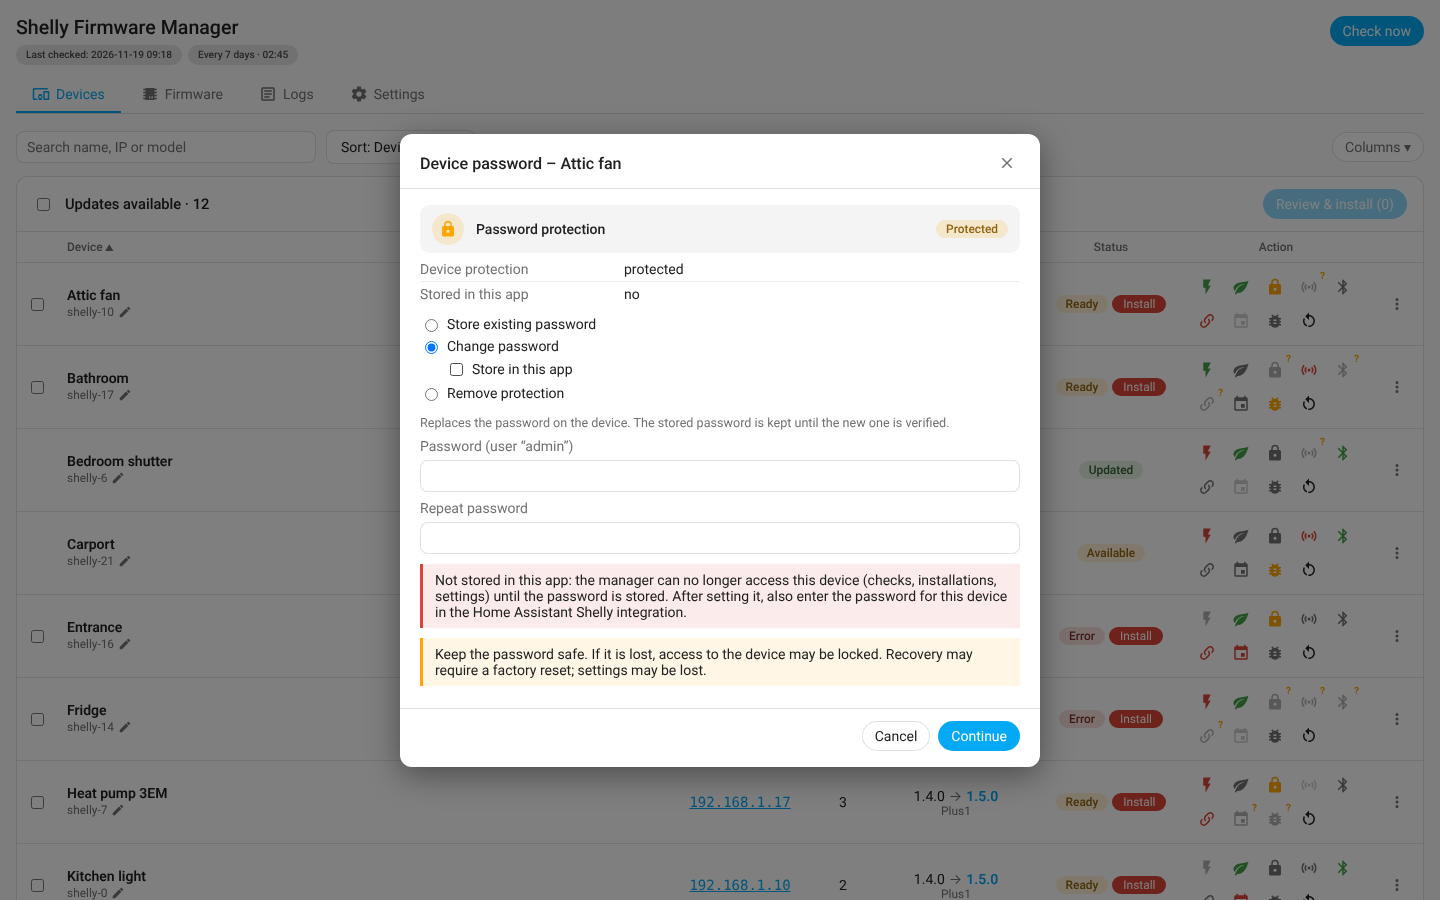 Shelly Firmware Manager
Last checked: 2026-11-19 09:18
Every 7 days · 02:45
Check now
Devices
Firmware
Logs
Settings
Search name, IP or model
Sort: Devi
Columns ▾
Updates available · 12
Review & install (0)
Device ▲
Status
Action
Attic fan
shelly-10
Ready
Install
?
Bathroom
shelly-17
Ready
Install
?
?
?
Bedroom shutter
shelly-6
Updated
?
Carport
shelly-21
Available
Entrance
shelly-16
Error
Install
Fridge
shelly-14
Error
Install
?
?
?
?
Heat pump 3EM
shelly-7
192.168.1.17
3
1.4.0 → 1.5.0
Plus1
Ready
Install
?
?
?
Kitchen light
shelly-0
192.168.1.10
2
1.4.0 → 1.5.0
Plus1
Ready
Install
Device password – Attic fan
Password protection
Protected
Device protection
protected
Stored in this app
no
Store existing password
Change password
Store in this app
Remove protection
Replaces the password on the device. The stored password is kept until the new one is verified.
Password (user “admin”)
Repeat password
Not stored in this app: the manager can no longer access this device (checks, installations,
settings) until the password is stored. After setting it, also enter the password for this device
in the Home Assistant Shelly integration.
Keep the password safe. If it is lost, access to the device may be locked. Recovery may
require a factory reset; settings may be lost.
Cancel
Continue